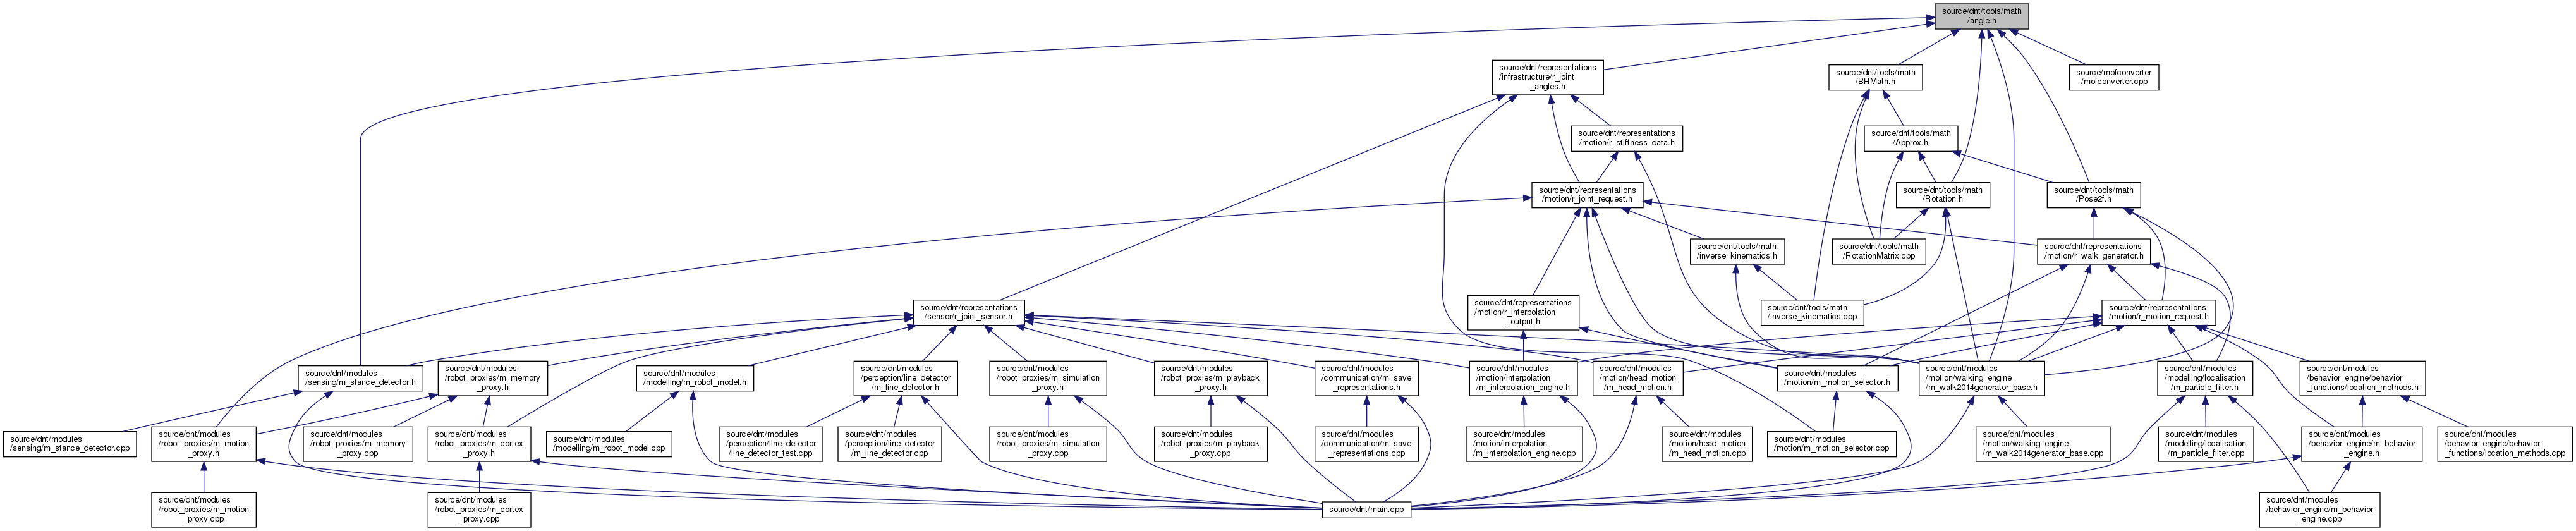 source/dnt/tools/math
/angle.h
source/dnt/representations
/infrastructure/r_joint
_angles.h
source/dnt/tools/math
/BHMath.h
source/mofconverter
/mofconverter.cpp
source/dnt/representations
/motion/r_stiffness_data.h
source/dnt/tools/math
/Approx.h
source/dnt/representations
/motion/r_joint_request.h
source/dnt/tools/math
/Rotation.h
source/dnt/tools/math
/Pose2f.h
source/dnt/tools/math
/inverse_kinematics.h
source/dnt/tools/math
/RotationMatrix.cpp
source/dnt/representations
/motion/r_walk_generator.h
source/dnt/representations
/sensor/r_joint_sensor.h
source/dnt/representations
/motion/r_interpolation
_output.h
source/dnt/tools/math
/inverse_kinematics.cpp
source/dnt/representations
/motion/r_motion_request.h
source/dnt/modules
/sensing/m_stance_detector.h
source/dnt/modules
/robot_proxies/m_memory
_proxy.h
source/dnt/modules
/modelling/m_robot_model.h
source/dnt/modules
/perception/line_detector
/m_line_detector.h
source/dnt/modules
/robot_proxies/m_simulation
_proxy.h
source/dnt/modules
/robot_proxies/m_playback
_proxy.h
source/dnt/modules
/communication/m_save
_representations.h
source/dnt/modules
/motion/interpolation
/m_interpolation_engine.h
source/dnt/modules
/motion/head_motion
/m_head_motion.h
source/dnt/modules
/motion/m_motion_selector.h
source/dnt/modules
/motion/walking_engine
/m_walk2014generator_base.h
source/dnt/modules
/modelling/localisation
/m_particle_filter.h
source/dnt/modules
/behavior_engine/behavior
_functions/location_methods.h
source/dnt/modules
/sensing/m_stance_detector.cpp
source/dnt/modules
/robot_proxies/m_motion
_proxy.h
source/dnt/modules
/robot_proxies/m_memory
_proxy.cpp
source/dnt/modules
/robot_proxies/m_cortex
_proxy.h
source/dnt/modules
/modelling/m_robot_model.cpp
source/dnt/modules
/perception/line_detector
/line_detector_test.cpp
source/dnt/modules
/perception/line_detector
/m_line_detector.cpp
source/dnt/modules
/robot_proxies/m_simulation
_proxy.cpp
source/dnt/modules
/robot_proxies/m_playback
_proxy.cpp
source/dnt/modules
/communication/m_save
_representations.cpp
source/dnt/modules
/motion/interpolation
/m_interpolation_engine.cpp
source/dnt/modules
/motion/head_motion
/m_head_motion.cpp
source/dnt/modules
/motion/m_motion_selector.cpp
source/dnt/modules
/motion/walking_engine
/m_walk2014generator_base.cpp
source/dnt/modules
/modelling/localisation
/m_particle_filter.cpp
source/dnt/modules
/behavior_engine/m_behavior
_engine.h
source/dnt/modules
/behavior_engine/behavior
_functions/location_methods.cpp
source/dnt/modules
/robot_proxies/m_motion
_proxy.cpp
source/dnt/modules
/robot_proxies/m_cortex
_proxy.cpp
source/dnt/main.cpp
source/dnt/modules
/behavior_engine/m_behavior
_engine.cpp